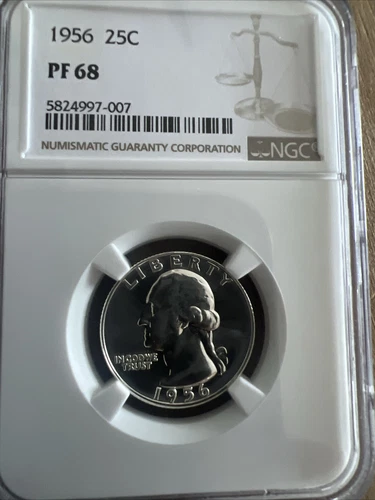 1956 25C
PF 68
5824997-007
NUMISMATIC GUARANTY CORPORATION
NGC
LIBERTY
IN GOD WE
TRUST
1956